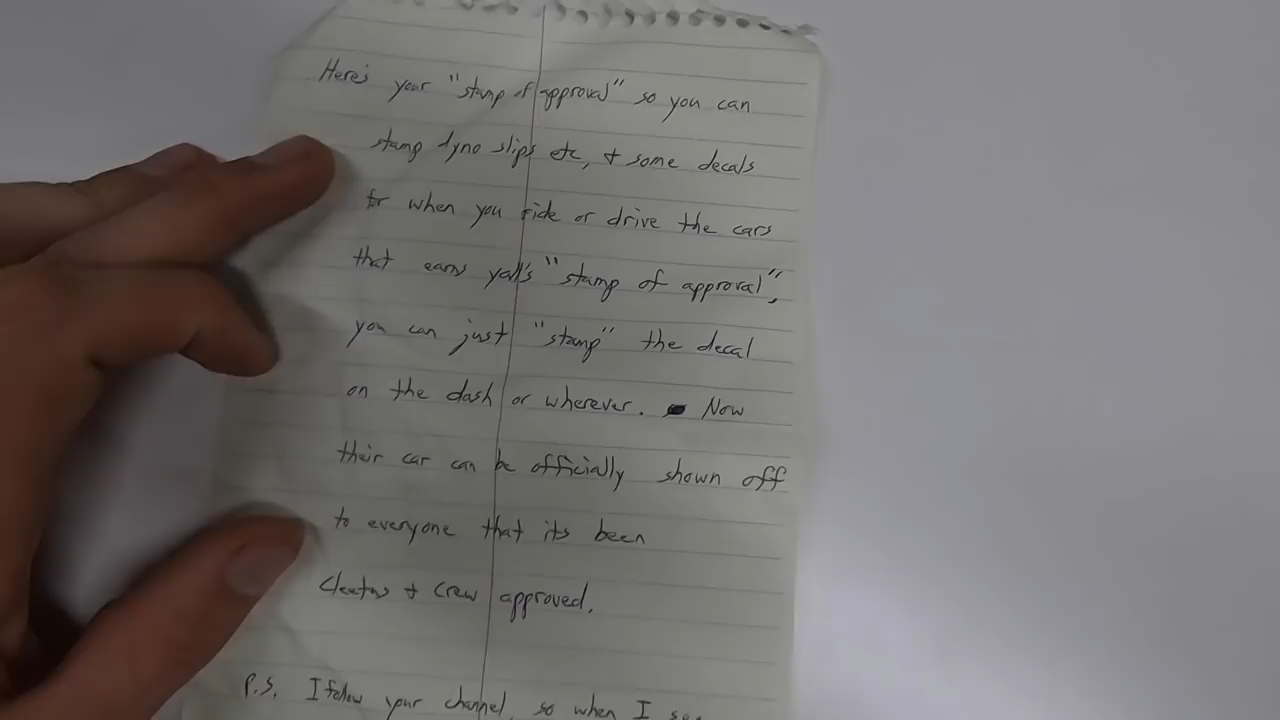 Here's your "stamp of approval" so you can
stamp dyno slips etc, + some decals
for when you ride or drive the cars
that earns yall's "stamp of approval",
you can just "stamp" the decal
on the dash or wherever. Now
their car can be officially shown off
to everyone that its been
Cleetus + crew approved.
P.S. I follow your channel, so when I see